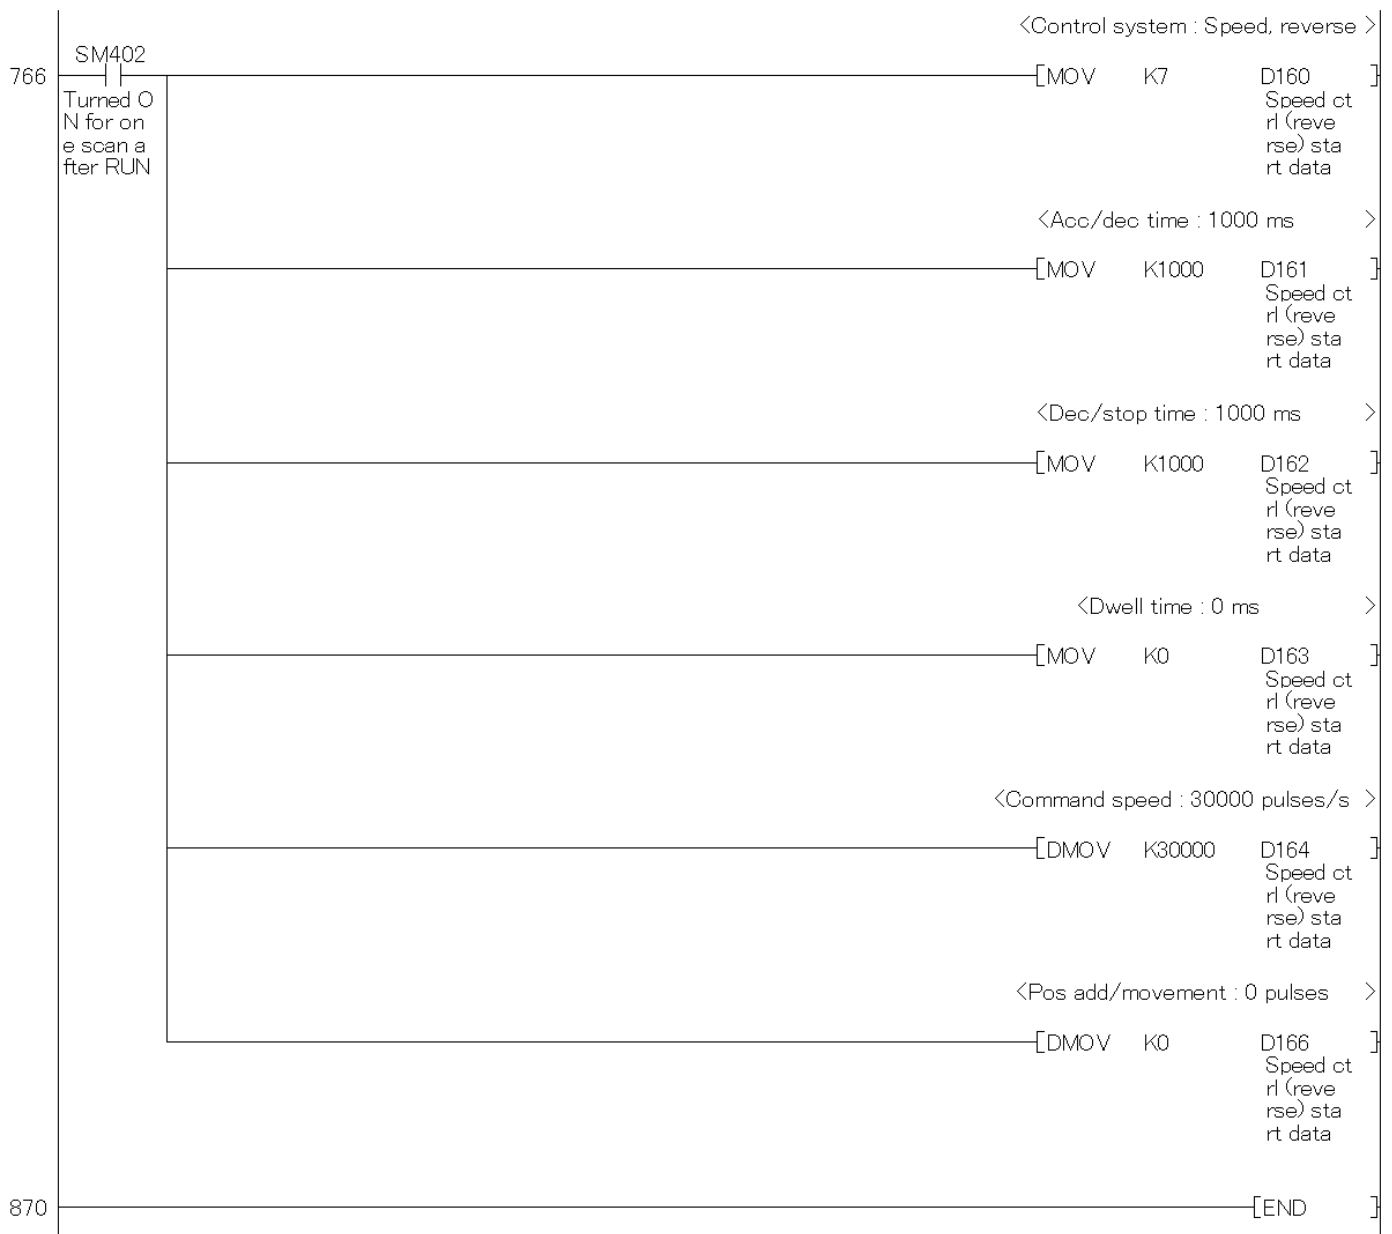 <Control system : Speed, reverse >
SM402
766
[MOV K7 D160 ]
Turned O
N for on
e scan a
fter RUN
Speed ct
rl (reve
rse) sta
rt data
<Acc/dec time : 1000 ms >
[MOV K1000 D161 ]
Speed ct
rl (reve
rse) sta
rt data
<Dec/stop time : 1000 ms >
[MOV K1000 D162 ]
Speed ct
rl (reve
rse) sta
rt data
<Dwell time : 0 ms >
[MOV K0 D163 ]
Speed ct
rl (reve
rse) sta
rt data
<Command speed : 30000 pulses/s >
[DMOV K30000 D164 ]
Speed ct
rl (reve
rse) sta
rt data
<Pos add/movement : 0 pulses >
[DMOV K0 D166 ]
Speed ct
rl (reve
rse) sta
rt data
870 [END ]